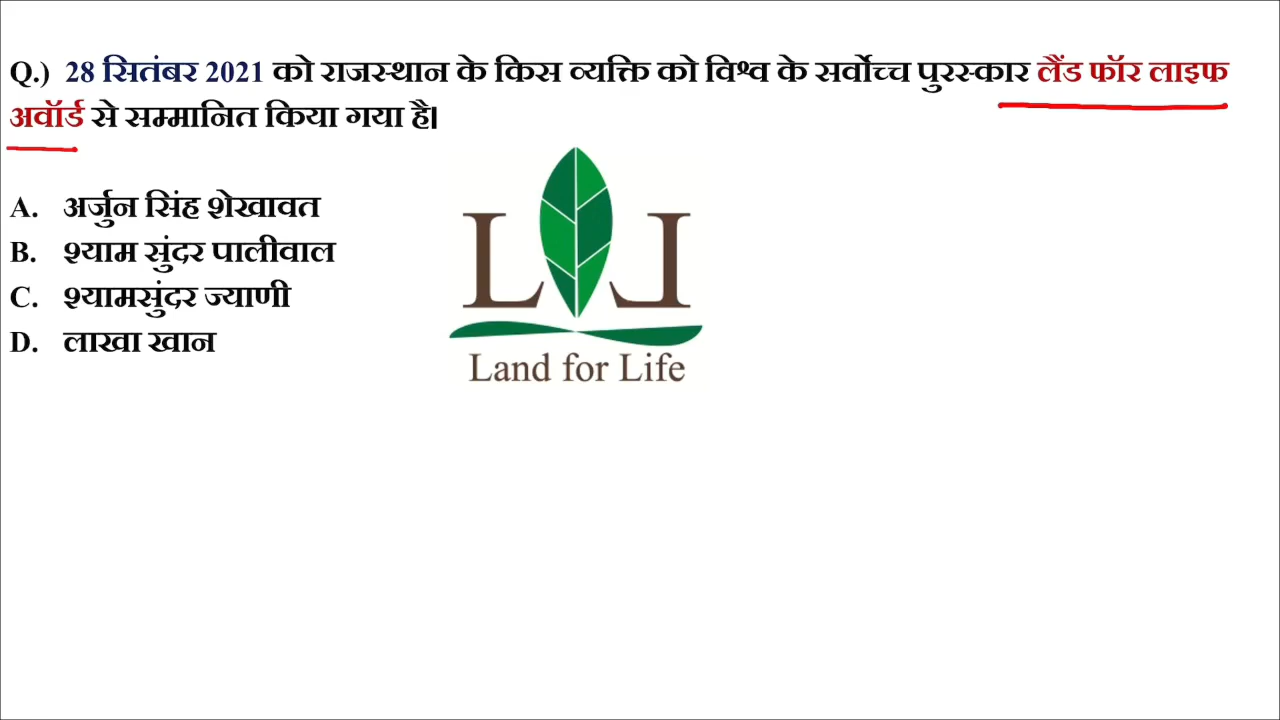 Q.) 28 सितंबर 2021 को राजस्थान के किस व्यक्ति को विश्व के सर्वोच्च पुरस्कार लैंड फॉर लाइफ
अवॉर्ड से सम्मानित किया गया है।
A. अर्जुन सिंह शेखावत
B. श्याम सुंदर पालीवाल
C. श्यामसुंदर ज्याणी
D. लाखा खान
L L
Land for Life